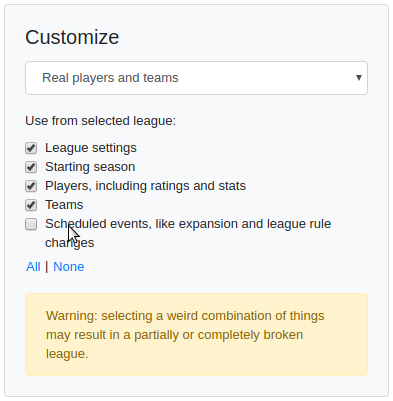 Customize
Real players and teams
Use from selected league:
League settings
Starting season
Players, including ratings and stats
Teams
Scheduled events, like expansion and league rule
changes
All | None
Warning: selecting a weird combination of things
may result in a partially or completely broken
league.